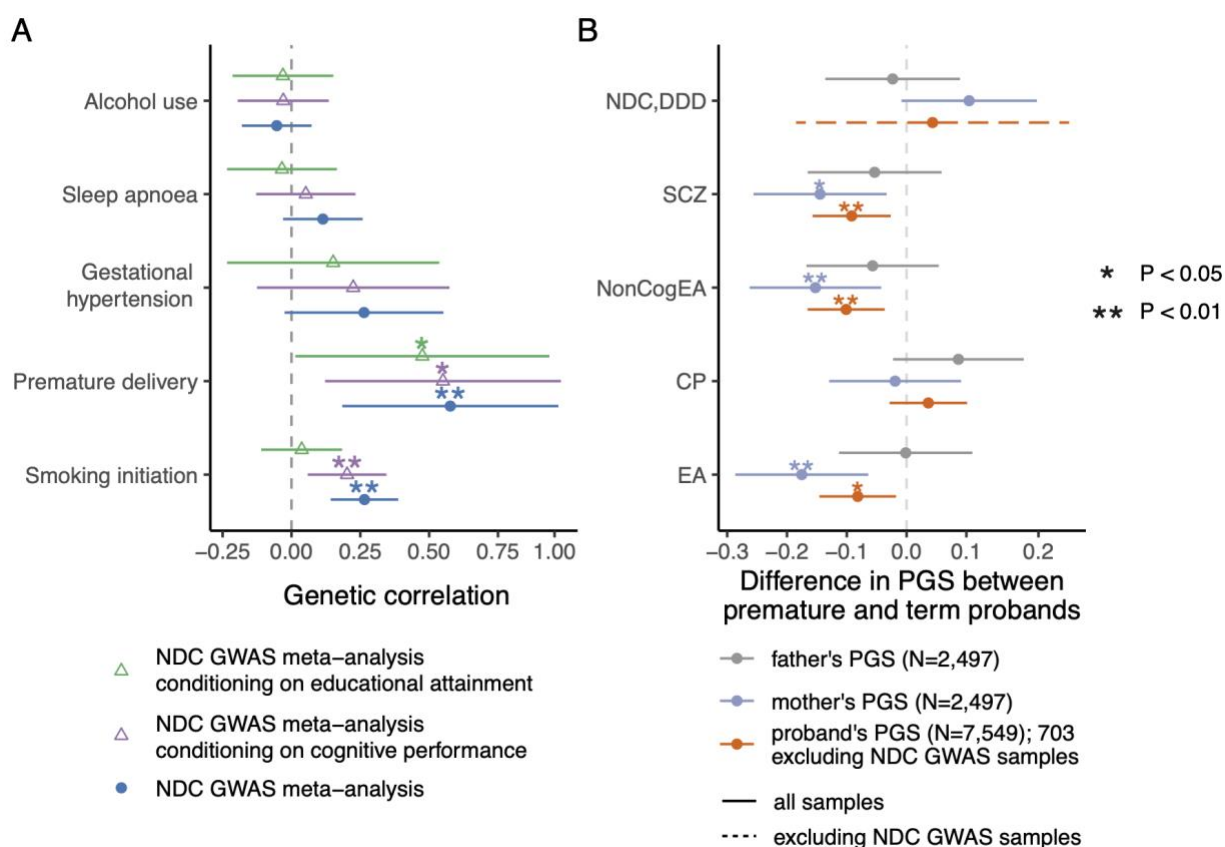 A
Alcohol use
Sleep apnoea
Gestational
hypertension
Premature delivery
Smoking initiation
*
*
**
**
**
−0.25 0.00 0.25 0.50 0.75 1.00
Genetic correlation
NDC GWAS meta−analysis
conditioning on educational attainment
NDC GWAS meta−analysis
conditioning on cognitive performance
NDC GWAS meta−analysis
B
NDC,DDD
SCZ
NonCogEA
CP
EA
*
**
**
**
**
*
−0.3 −0.2 −0.1 0.0 0.1 0.2
Difference in PGS between
premature and term probands
* P < 0.05
** P < 0.01
father's PGS (N=2,497)
mother's PGS (N=2,497)
proband's PGS (N=7,549); 703
excluding NDC GWAS samples
all samples
excluding NDC GWAS samples